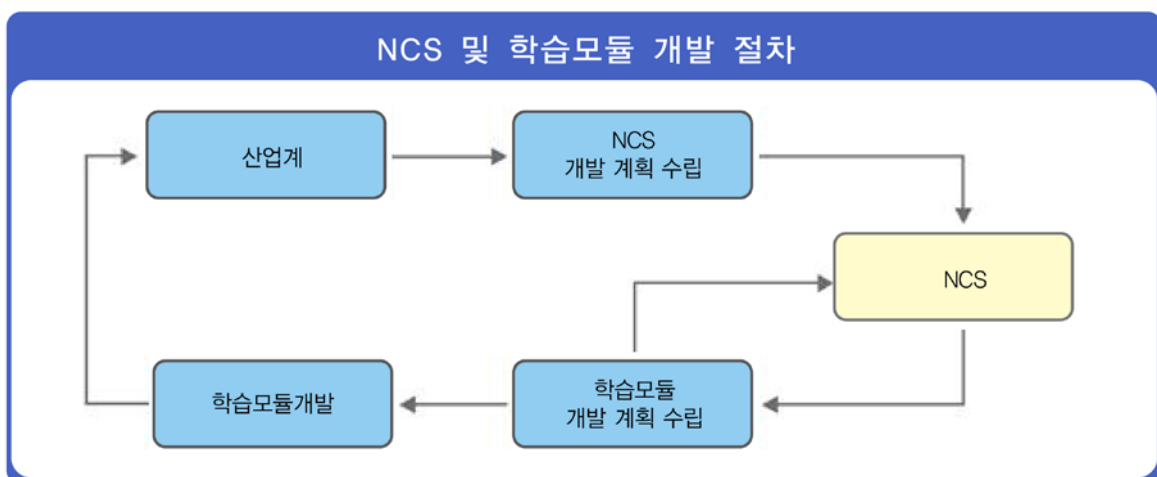 NCS 및 학습모듈 개발 절차
산업계
NCS
개발 계획 수립
NCS
학습모듈개발
학습모듈
개발 계획 수립